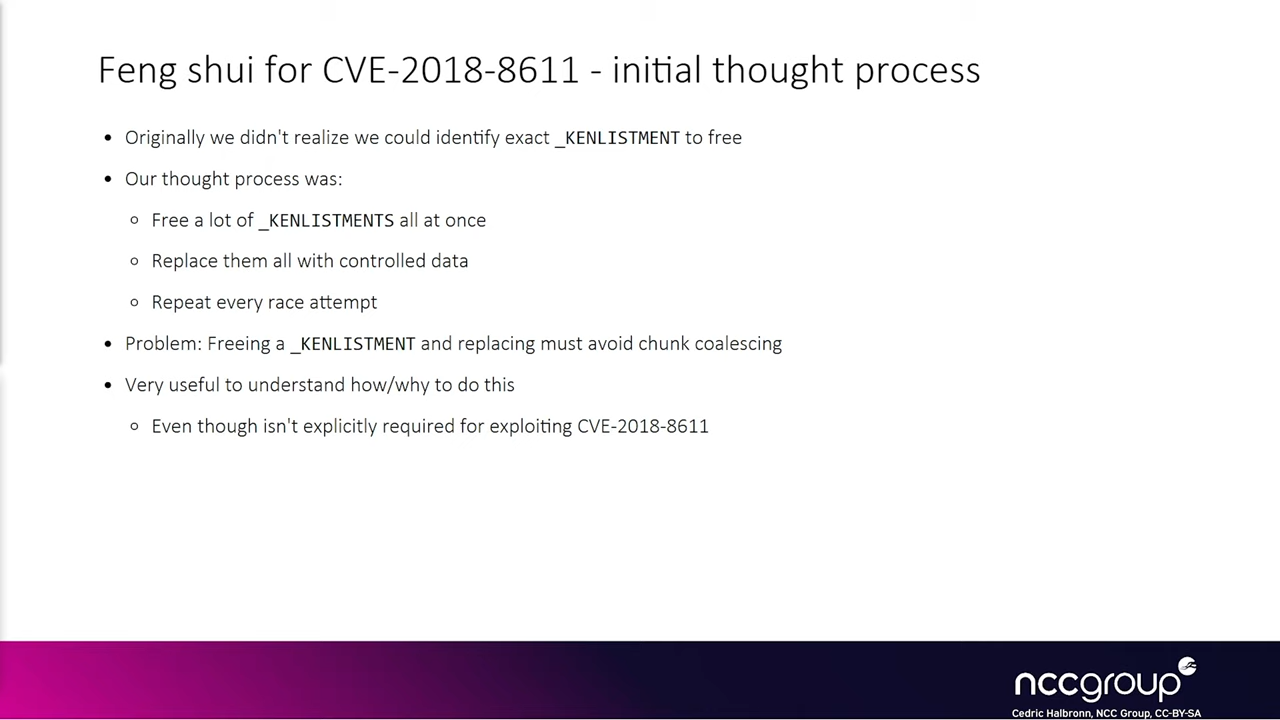 Feng shui for CVE-2018-8611 - initial thought process
• Originally we didn't realize we could identify exact _KENLISTMENT to free
• Our thought process was:
○ Free a lot of _KENLISTMENTS all at once
○ Replace them all with controlled data
○ Repeat every race attempt
• Problem: Freeing a _KENLISTMENT and replacing must avoid chunk coalescing
• Very useful to understand how/why to do this
○ Even though isn't explicitly required for exploiting CVE-2018-8611
nccgroup
Cedric Halbronn, NCC Group, CC-BY-SA